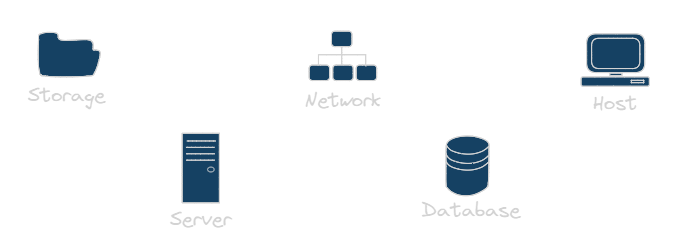 Storage
Network
Host
Server
Database